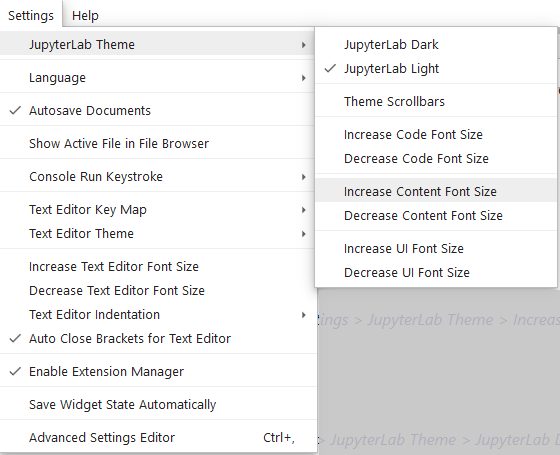 Settings Help
JupyterLab Theme
Language
Autosave Documents
Show Active File in File Browser
Console Run Keystroke
Text Editor Key Map
Text Editor Theme
Increase Text Editor Font Size
Decrease Text Editor Font Size
Text Editor Indentation
Auto Close Brackets for Text Editor
Enable Extension Manager
Save Widget State Automatically
Advanced Settings Editor Ctrl+,
JupyterLab Dark
JupyterLab Light
Theme Scrollbars
Increase Code Font Size
Decrease Code Font Size
Increase Content Font Size
Decrease Content Font Size
Increase UI Font Size
Decrease UI Font Size
> JupyterLab Theme >
> JupyterLab Theme > JupyterLab